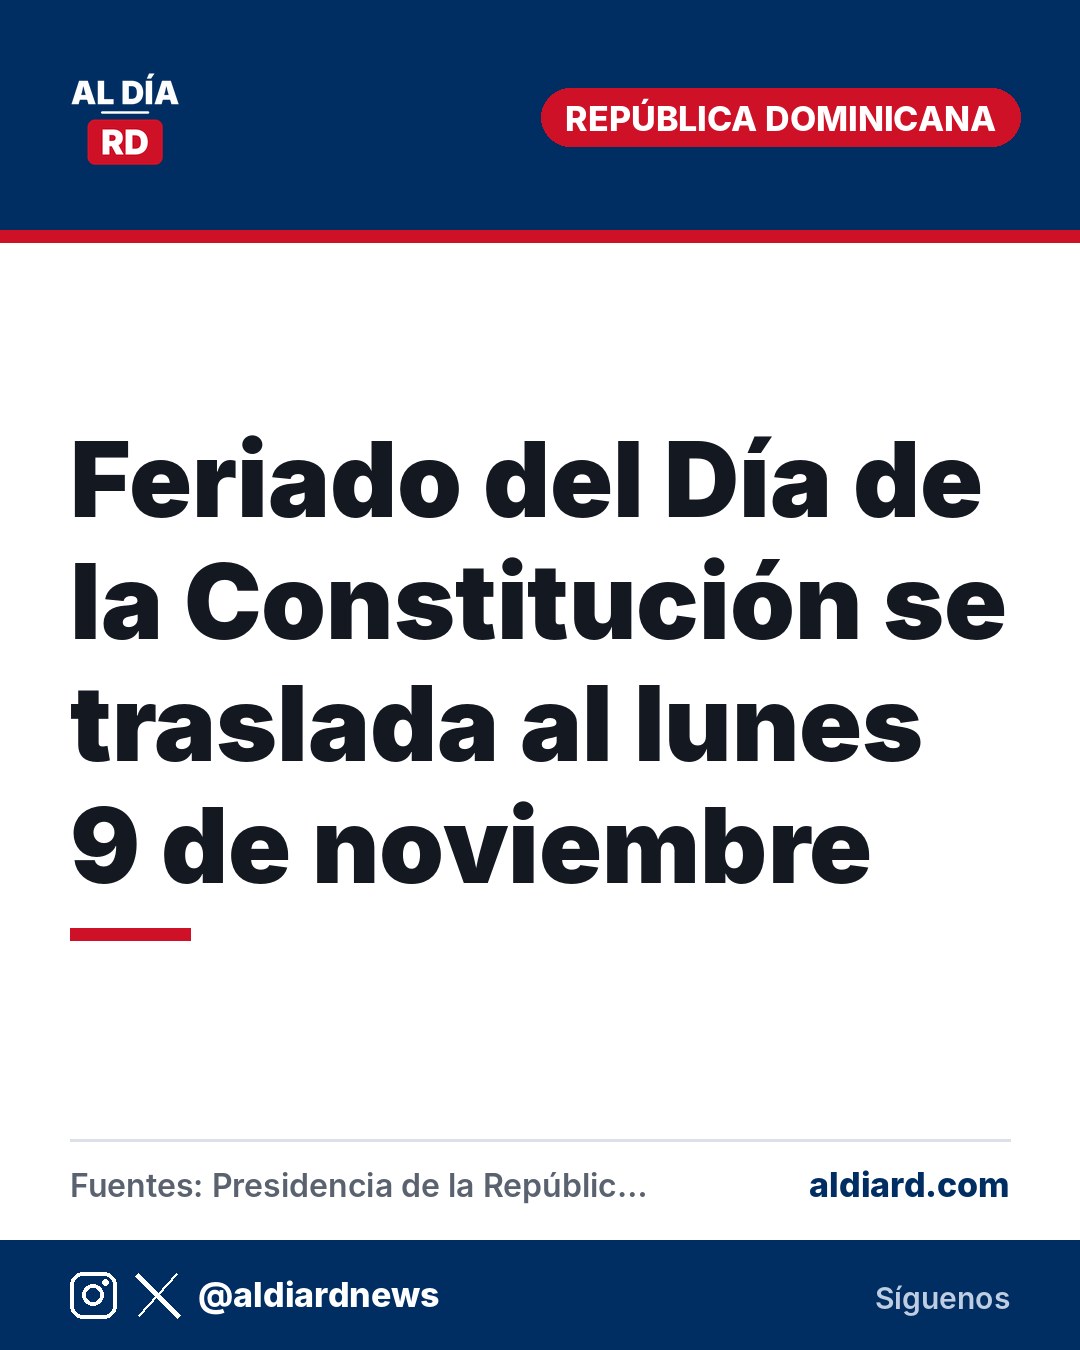 AL DÍA
RD
REPÚBLICA DOMINICANA
Feriado del Día de
la Constitución se
traslada al lunes
9 de noviembre
Fuentes: Presidencia de la Repúblic...
aldiard.com
@aldiardnews
Síguenos